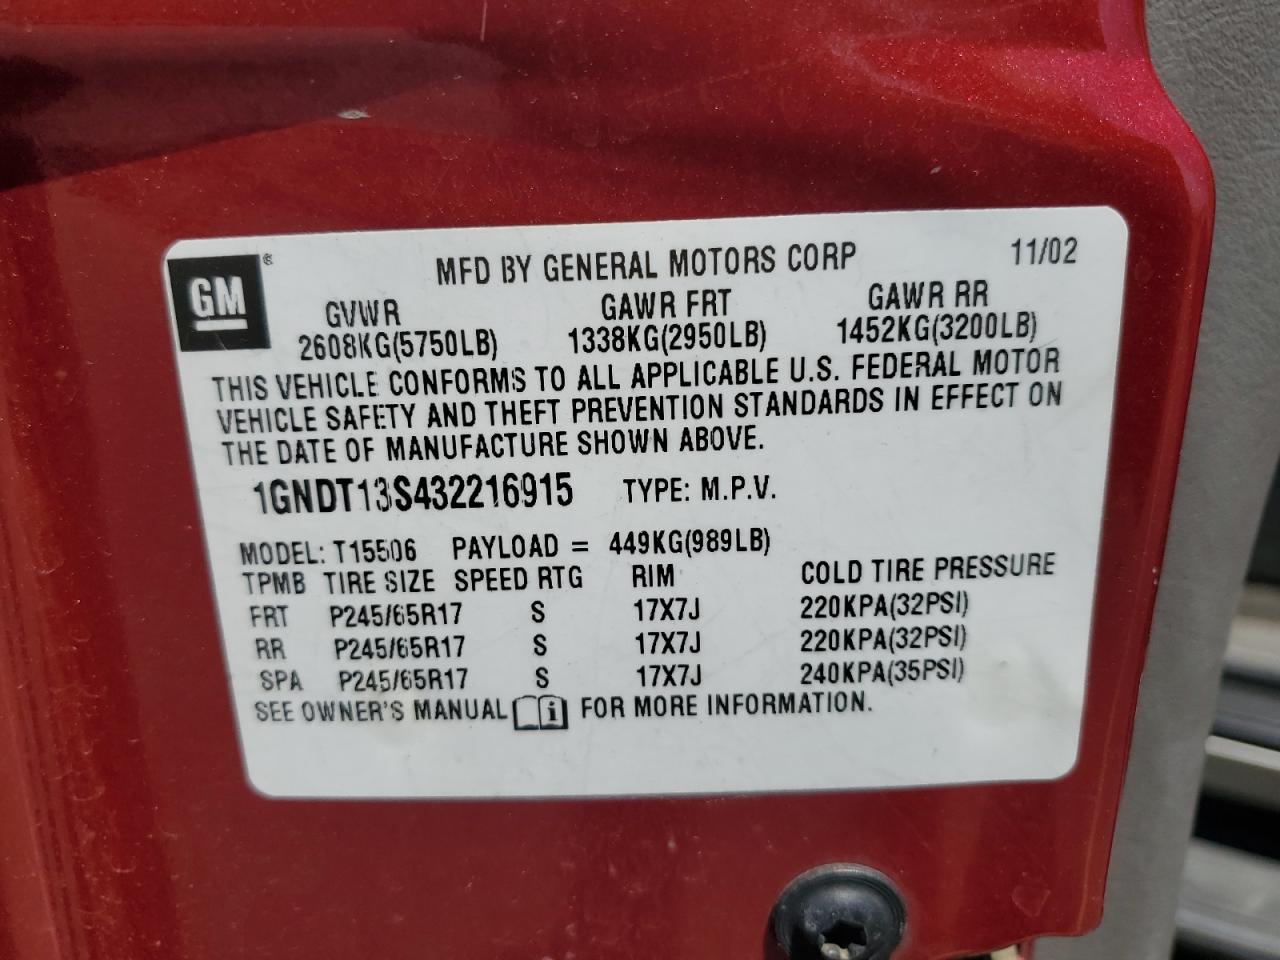 GM®
MFD BY GENERAL MOTORS CORP 11/02
GVWR GAWR FRT GAWR RR
2608KG(5750LB) 1338KG(2950LB) 1452KG(3200LB)
THIS VEHICLE CONFORMS TO ALL APPLICABLE U.S. FEDERAL MOTOR
VEHICLE SAFETY AND THEFT PREVENTION STANDARDS IN EFFECT ON
THE DATE OF MANUFACTURE SHOWN ABOVE.
1GNDT13S432216915 TYPE: M.P.V.
MODEL: T15506 PAYLOAD = 449KG(989LB)
TPMB TIRE SIZE SPEED RTG RIM COLD TIRE PRESSURE
FRT P245/65R17 S 17X7J 220KPA(32PSI)
RR P245/65R17 S 17X7J 220KPA(32PSI)
SPA P245/65R17 S 17X7J 240KPA(35PSI)
SEE OWNER'S MANUAL i FOR MORE INFORMATION.